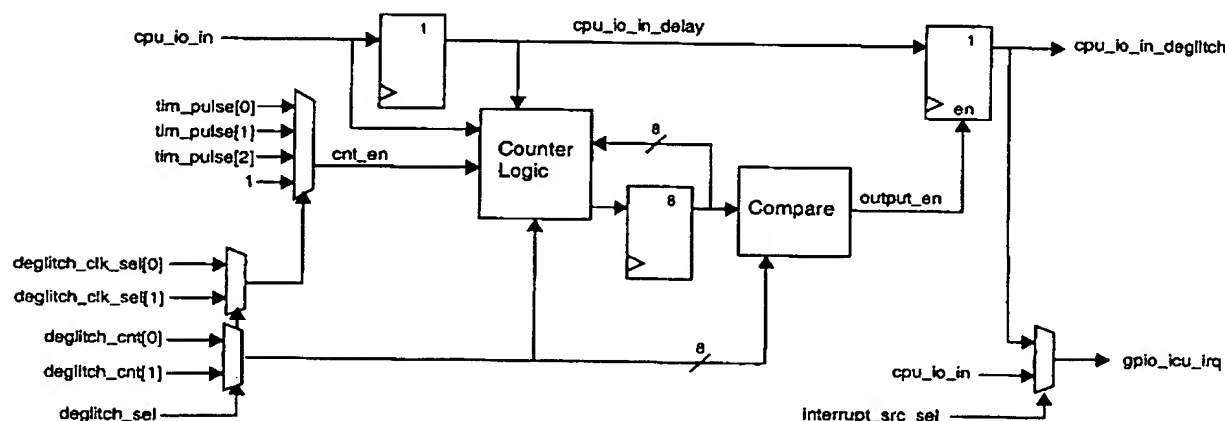 cpu_io_in
1
cpu_io_in_delay
1
cpu_io_in_deglitch
en
tim_pulse[0]
tim_pulse[1]
tim_pulse[2]
1
cnt_en
Counter
Logic
8
8
Compare
output_en
deglitch_clk_sel[0]
deglitch_clk_sel[1]
deglitch_cnt[0]
deglitch_cnt[1]
deglitch_sel
8
cpu_io_in
gpio_icu_irq
interrupt_src_sel